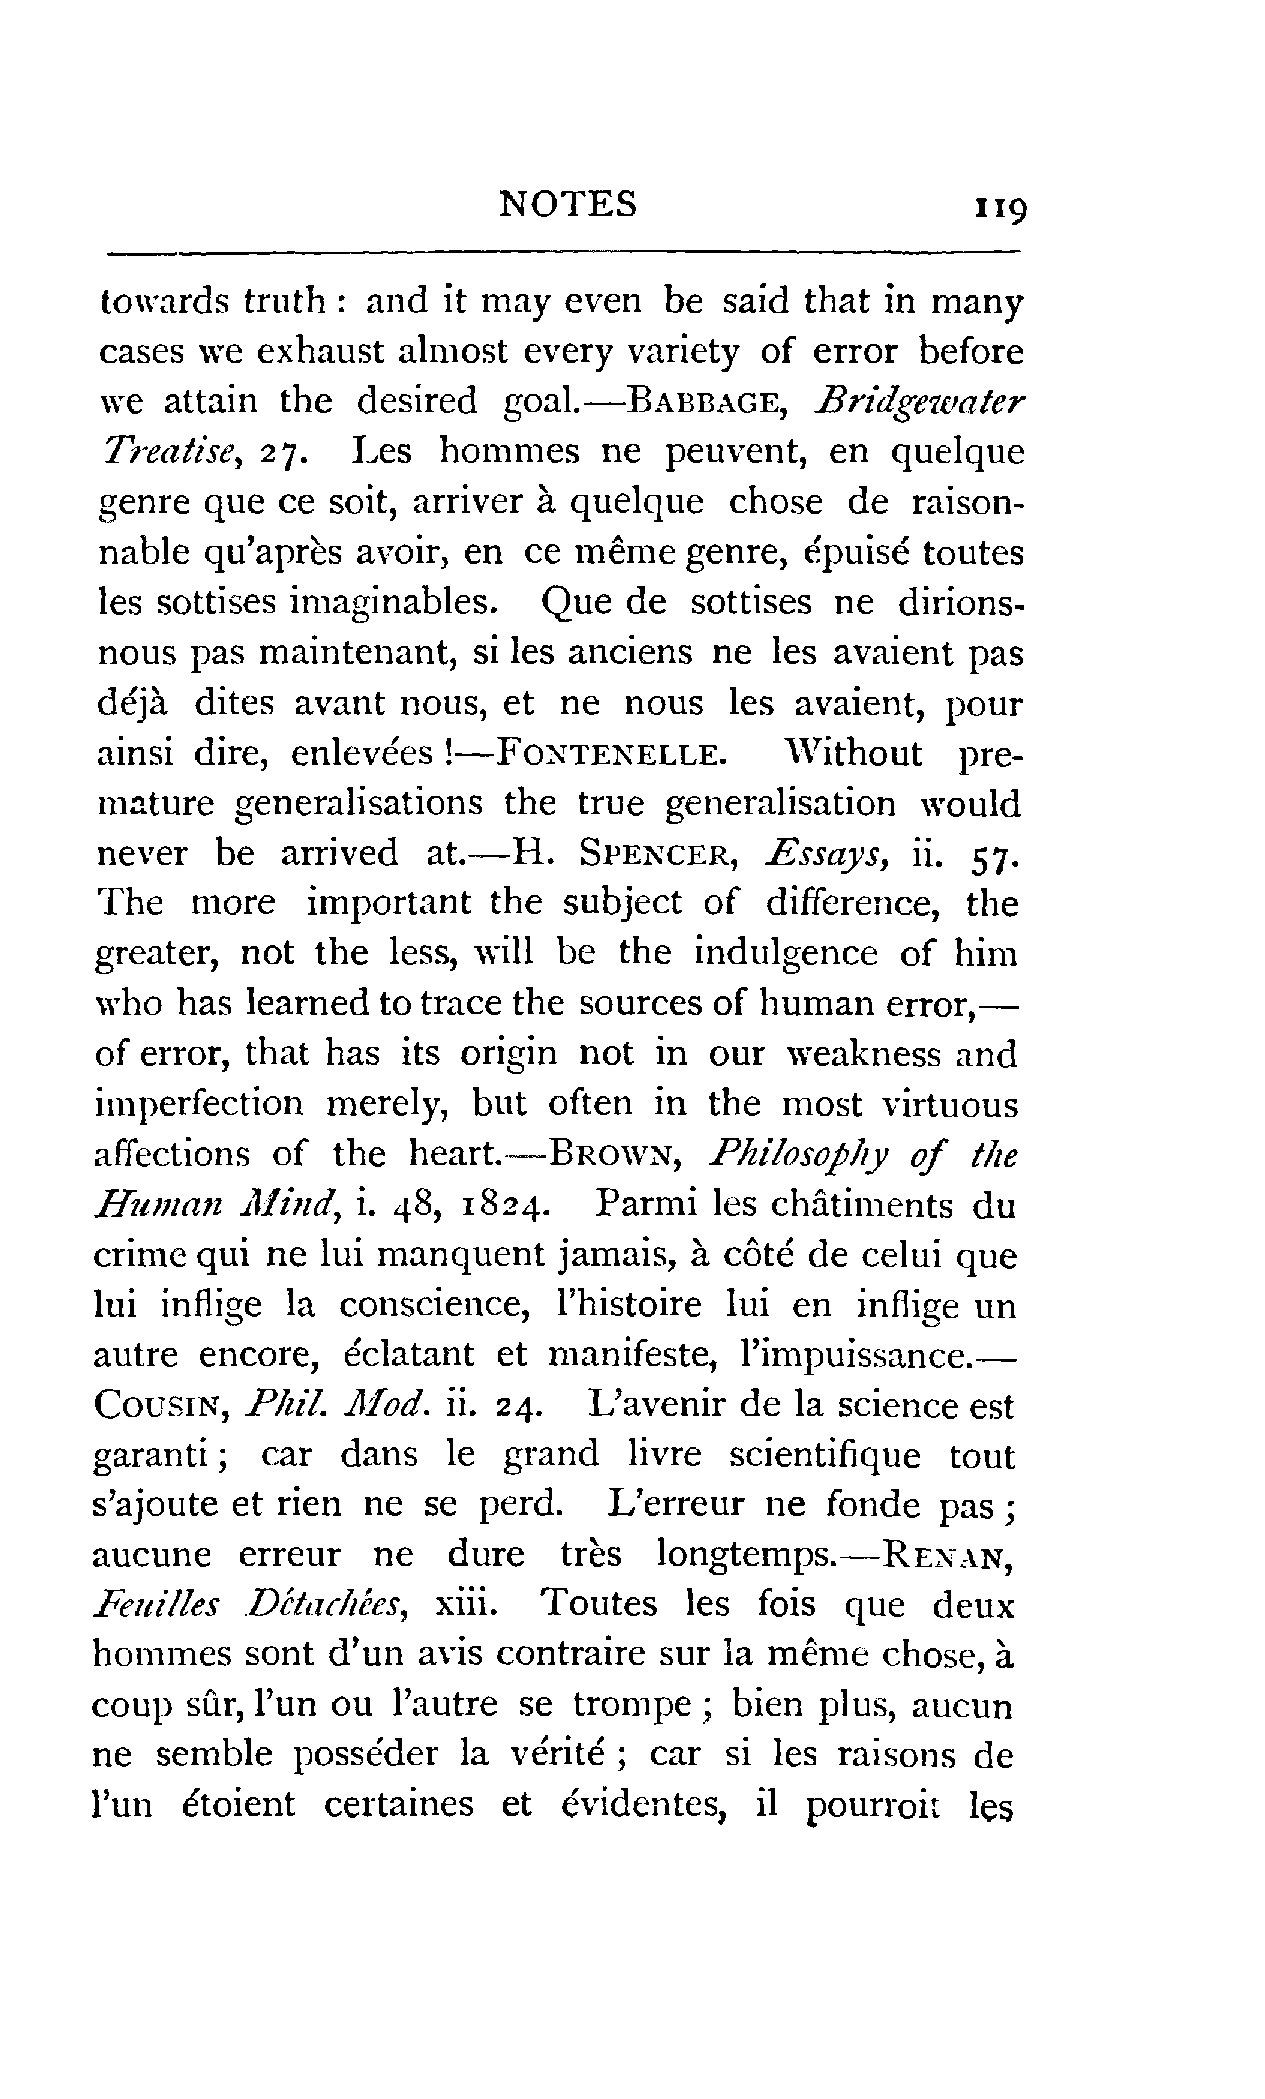 NOTES 119
towards truth : and it may even be said that in many
cases we exhaust almost every variety of error before
we attain the desired goal.—BABBAGE, Bridgewater
Treatise, 27. Les hommes ne peuvent, en quelque
genre que ce soit, arriver à quelque chose de raison-
nable qu'après avoir, en ce même genre, épuisé toutes
les sottises imaginables. Que de sottises ne dirions-
nous pas maintenant, si les anciens ne les avaient pas
déjà dites avant nous, et ne nous les avaient, pour
ainsi dire, enlevées !—FONTENELLE. Without pre-
mature generalisations the true generalisation would
never be arrived at.—H. SPENCER, Essays, ii. 57.
The more important the subject of difference, the
greater, not the less, will be the indulgence of him
who has learned to trace the sources of human error,—
of error, that has its origin not in our weakness and
imperfection merely, but often in the most virtuous
affections of the heart.—BROWN, Philosophy of the
Human Mind, i. 48, 1824. Parmi les châtiments du
crime qui ne lui manquent jamais, à côté de celui que
lui inflige la conscience, l'histoire lui en inflige un
autre encore, éclatant et manifeste, l'impuissance.—
COUSIN, Phil. Mod. ii. 24. L'avenir de la science est
garanti ; car dans le grand livre scientifique tout
s'ajoute et rien ne se perd. L'erreur ne fonde pas ;
aucune erreur ne dure très longtemps.—RENAN,
Feuilles Détachées, xiii. Toutes les fois que deux
hommes sont d'un avis contraire sur la même chose, à
coup sûr, l'un ou l'autre se trompe ; bien plus, aucun
ne semble posséder la vérité ; car si les raisons de
l'un étoient certaines et évidentes, il pourroit les